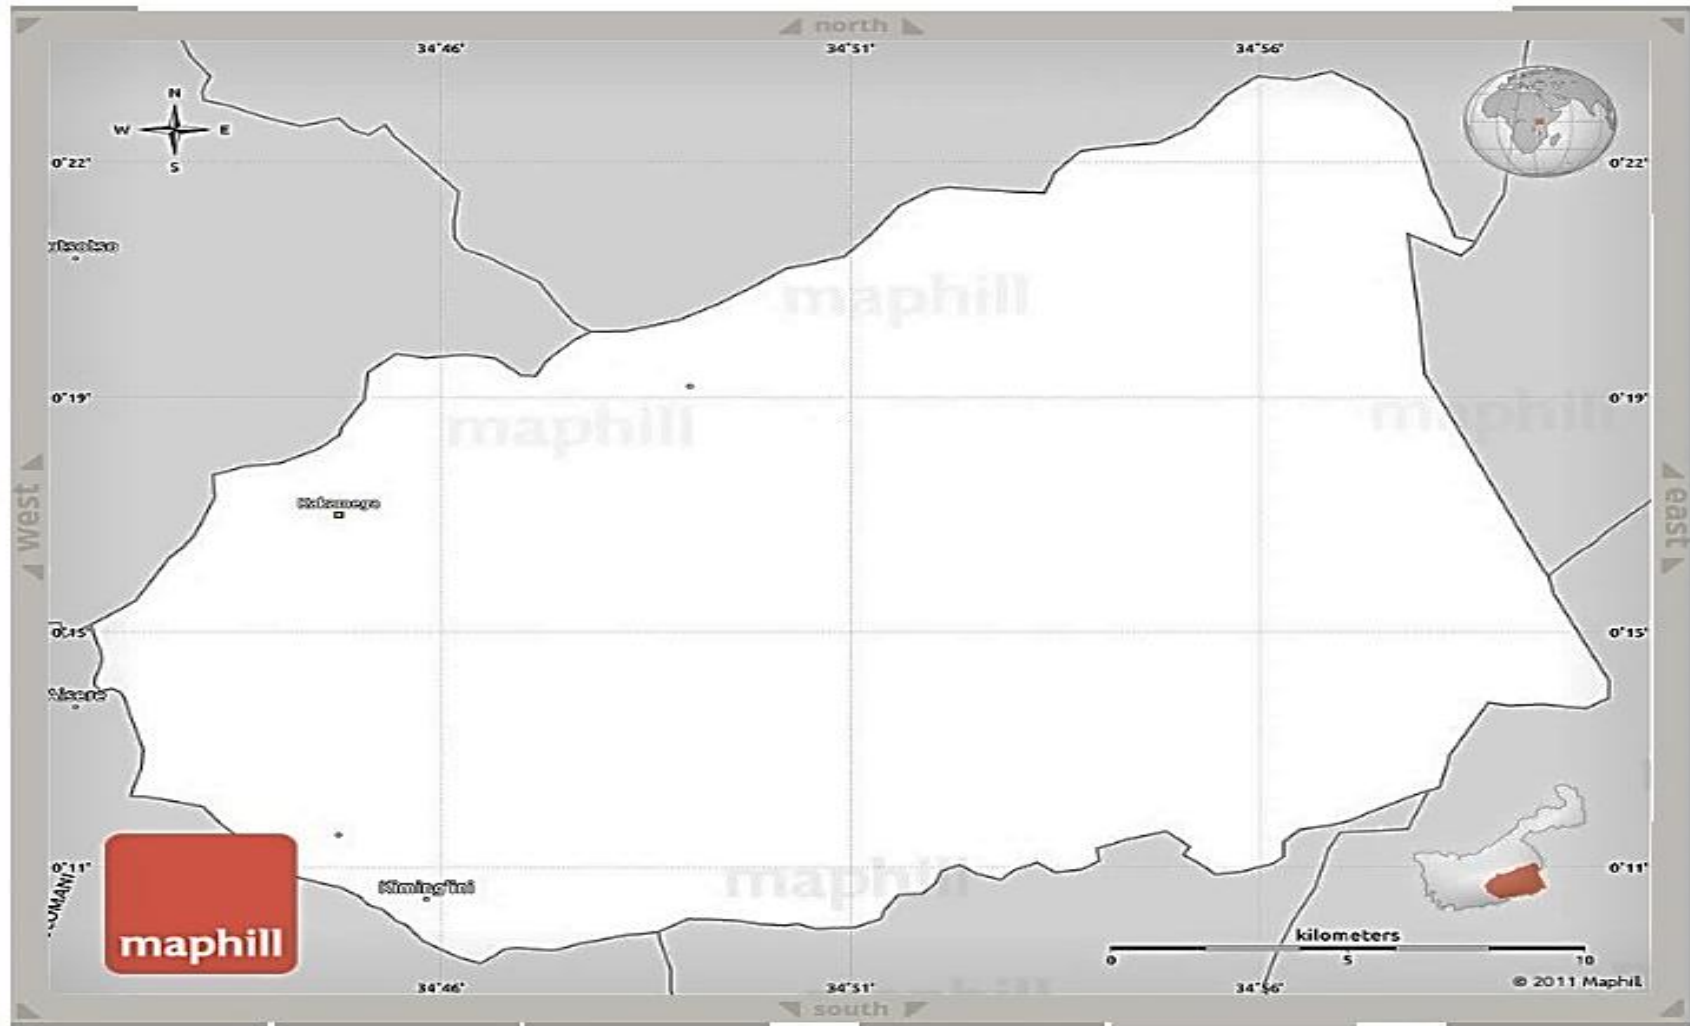 north
34°46' 34°51' 34°56'
N
W E
S
0°22' 0°22'
maphill
0°19' 0°19'
maphill maphill
Kakamega
west east
0°15' 0°15'
0°11' 0°11'
maphill
Kiming'ini
maphill
kilometers
0 5 10
© 2011 Maphill
34°46' 34°51' 34°56'
south